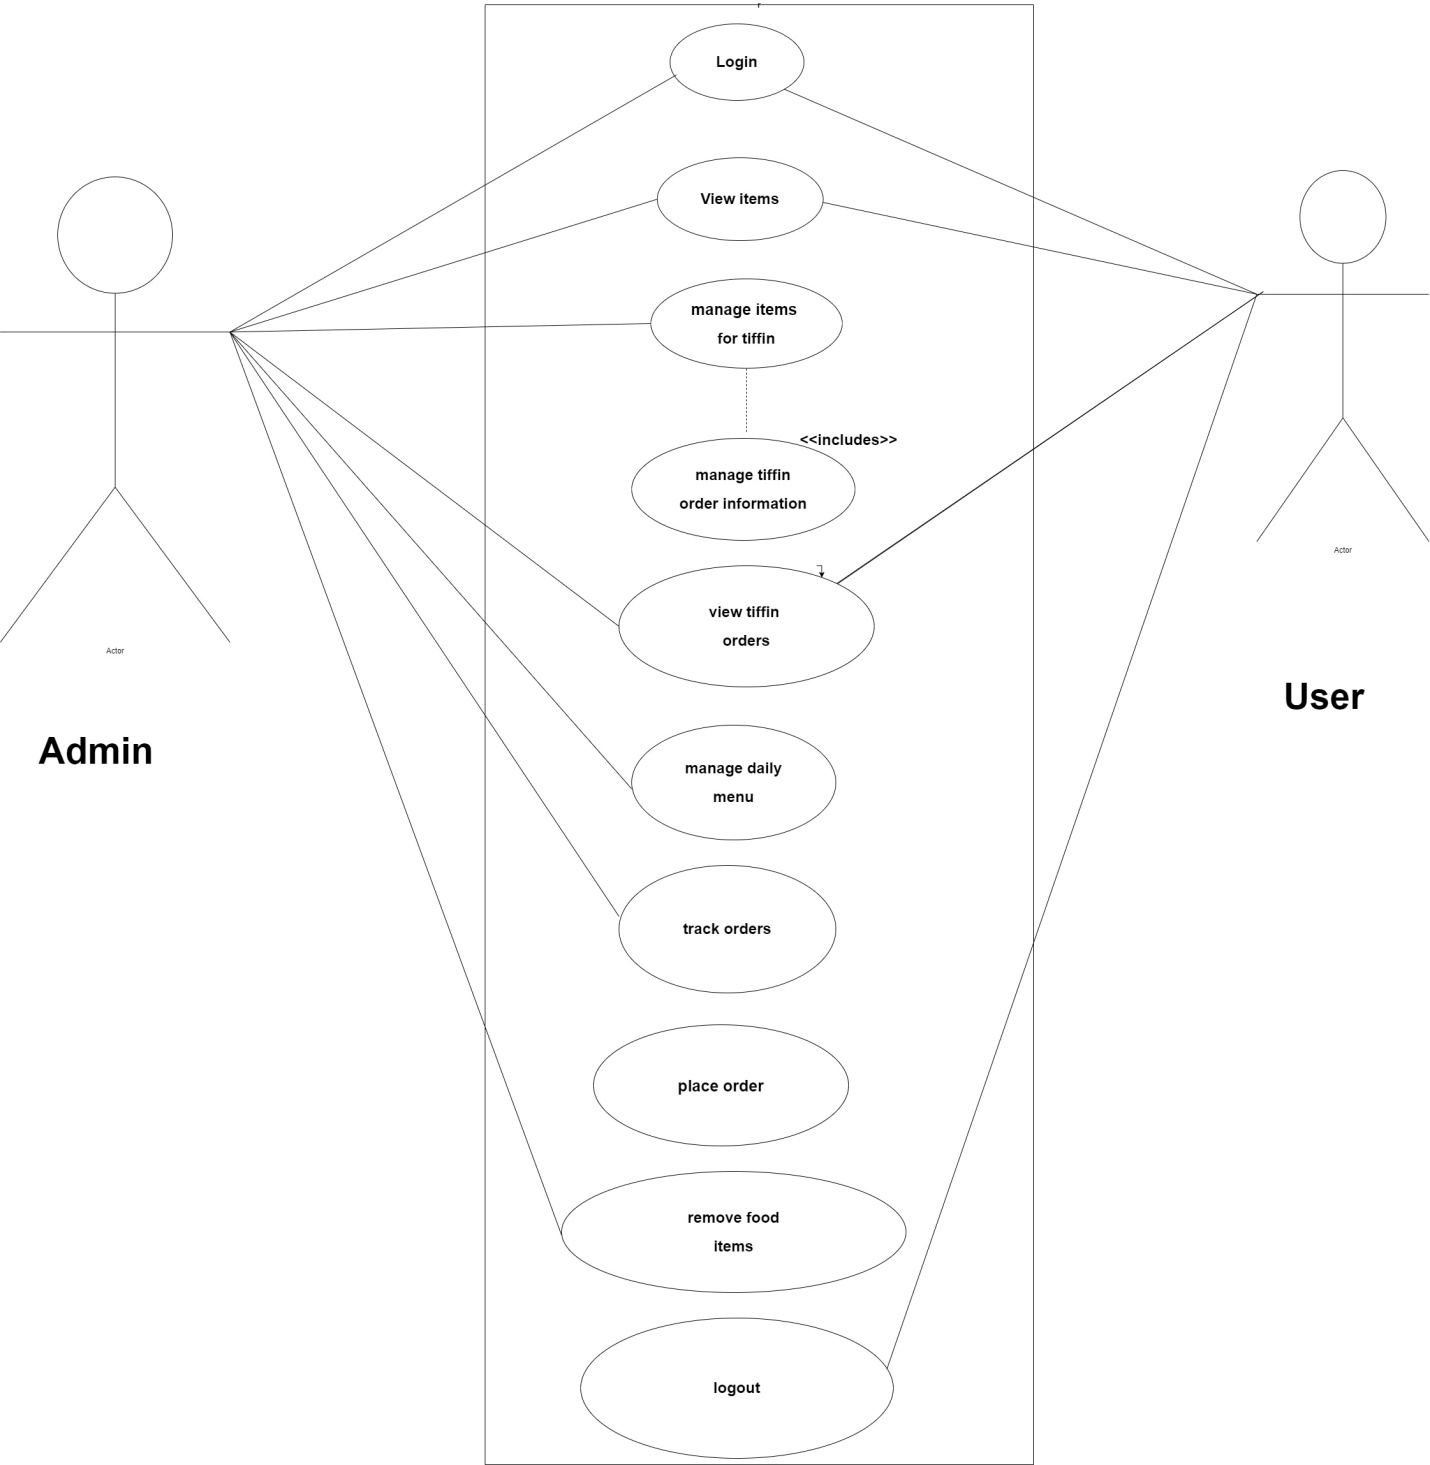 r
Login
View items
manage items
for tiffin
<<includes>>
manage tiffin
order information
Actor
view tiffin
orders
Actor
User
Admin
manage daily
menu
track orders
place order
remove food
items
logout